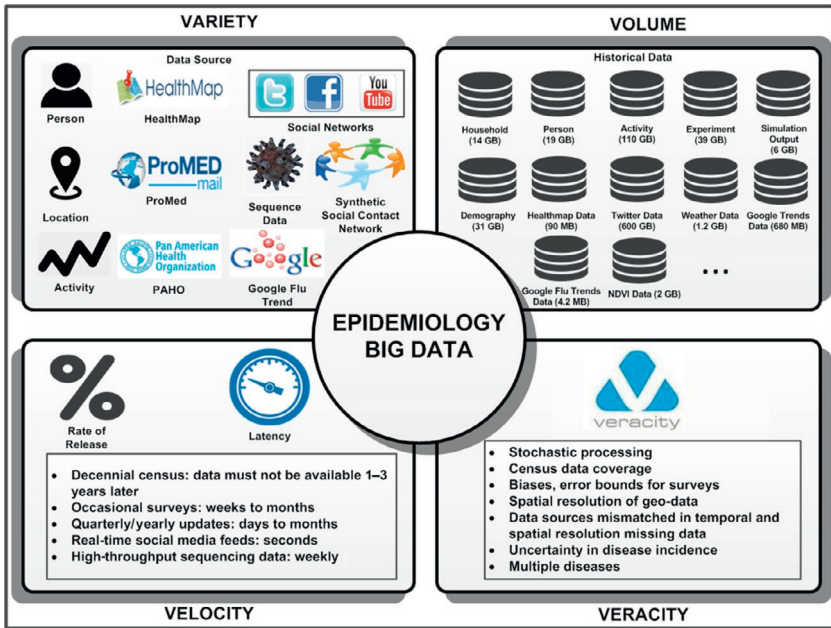 VARIETY
VOLUME
Data Source
Person
HealthMap
HealthMap
You
Tube
Social Networks
Location
ProMED
mail
ProMed
Sequence
Data
Synthetic
Social Contact
Network
Activity
Pan American
Health
Organization
PAHO
Google
Google Flu
Trend
Historical Data
Household
(14 GB)
Person
(19 GB)
Activity
(110 GB)
Experiment
(39 GB)
Simulation
Output
(6 GB)
Demography
(31 GB)
Healthmap Data
(90 MB)
Twitter Data
(600 GB)
Weather Data
(1.2 GB)
Google Trends
Data (680 MB)
Google Flu Trends
Data (4.2 MB)
NDVI Data (2 GB)
...
EPIDEMIOLOGY
BIG DATA
%
Rate of
Release
Latency
• Decennial census: data must not be available 1–3
years later
• Occasional surveys: weeks to months
• Quarterly/yearly updates: days to months
• Real-time social media feeds: seconds
• High-throughput sequencing data: weekly
veracity
• Stochastic processing
• Census data coverage
• Biases, error bounds for surveys
• Spatial resolution of geo-data
• Data sources mismatched in temporal and
spatial resolution missing data
• Uncertainty in disease incidence
• Multiple diseases
VELOCITY
VERACITY